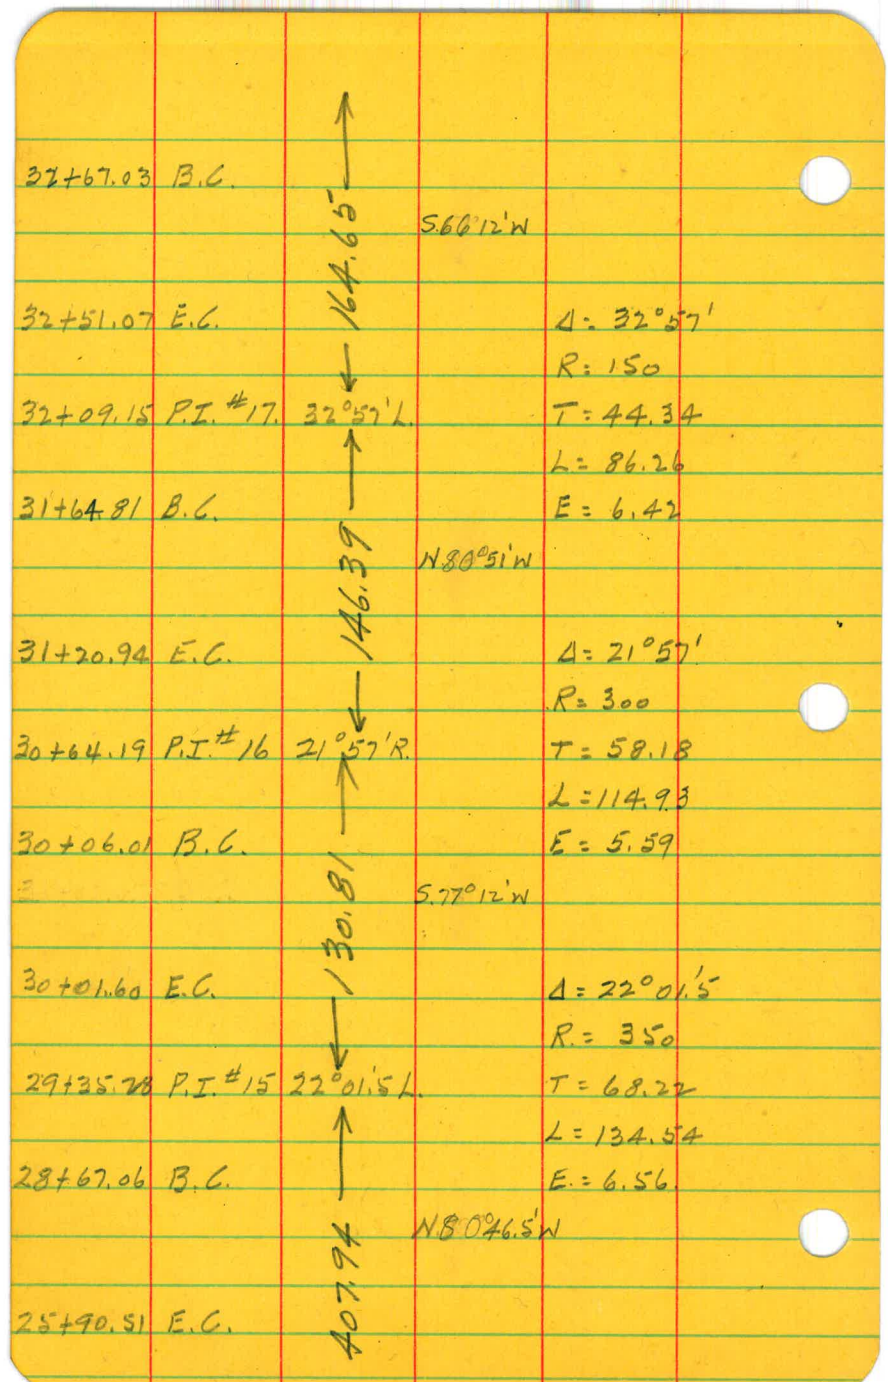 32+67.03 B.C.
164.65
S.66°12'W
32+51.07 E.C. Δ= 32°57'
R= 150
32+09.15 P.I. #17. 32°57'L. T= 44.34
L= 86.26
31+64.81 B.C. E= 6.42
146.39
N80°51'W
31+20.94 E.C. Δ= 21°57'
R= 300
30+64.19 P.I. #16 21°57'R. T= 58.18
L= 114.93
30+06.01 B.C. E= 5.59
130.81
S.77°12'W
30+01.60 E.C. Δ= 22°01.'5
R.= 350
29+35.28 P.I. #15 22°01.'5 L. T= 68.22
L= 134.54
28+67.06 B.C. E.= 6.56.
407.94
N.80°46.5'W
25+90.51 E.C.